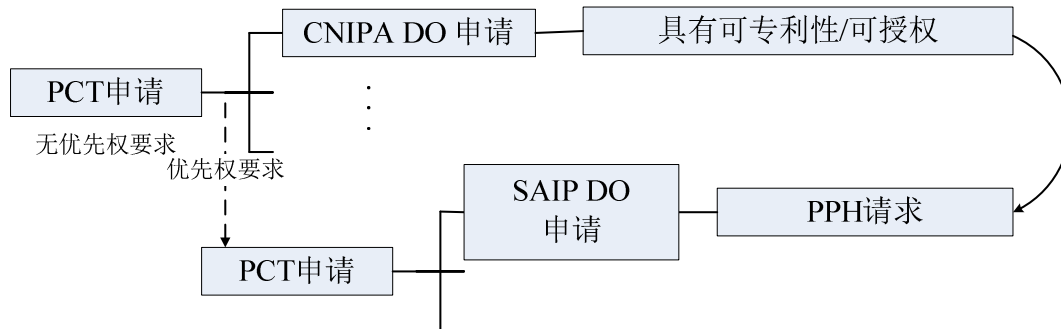 CNIPA DO 申请
具有可专利性/可授权
PCT申请
无优先权要求
优先权要求
SAIP DO
申请
PPH请求
PCT申请